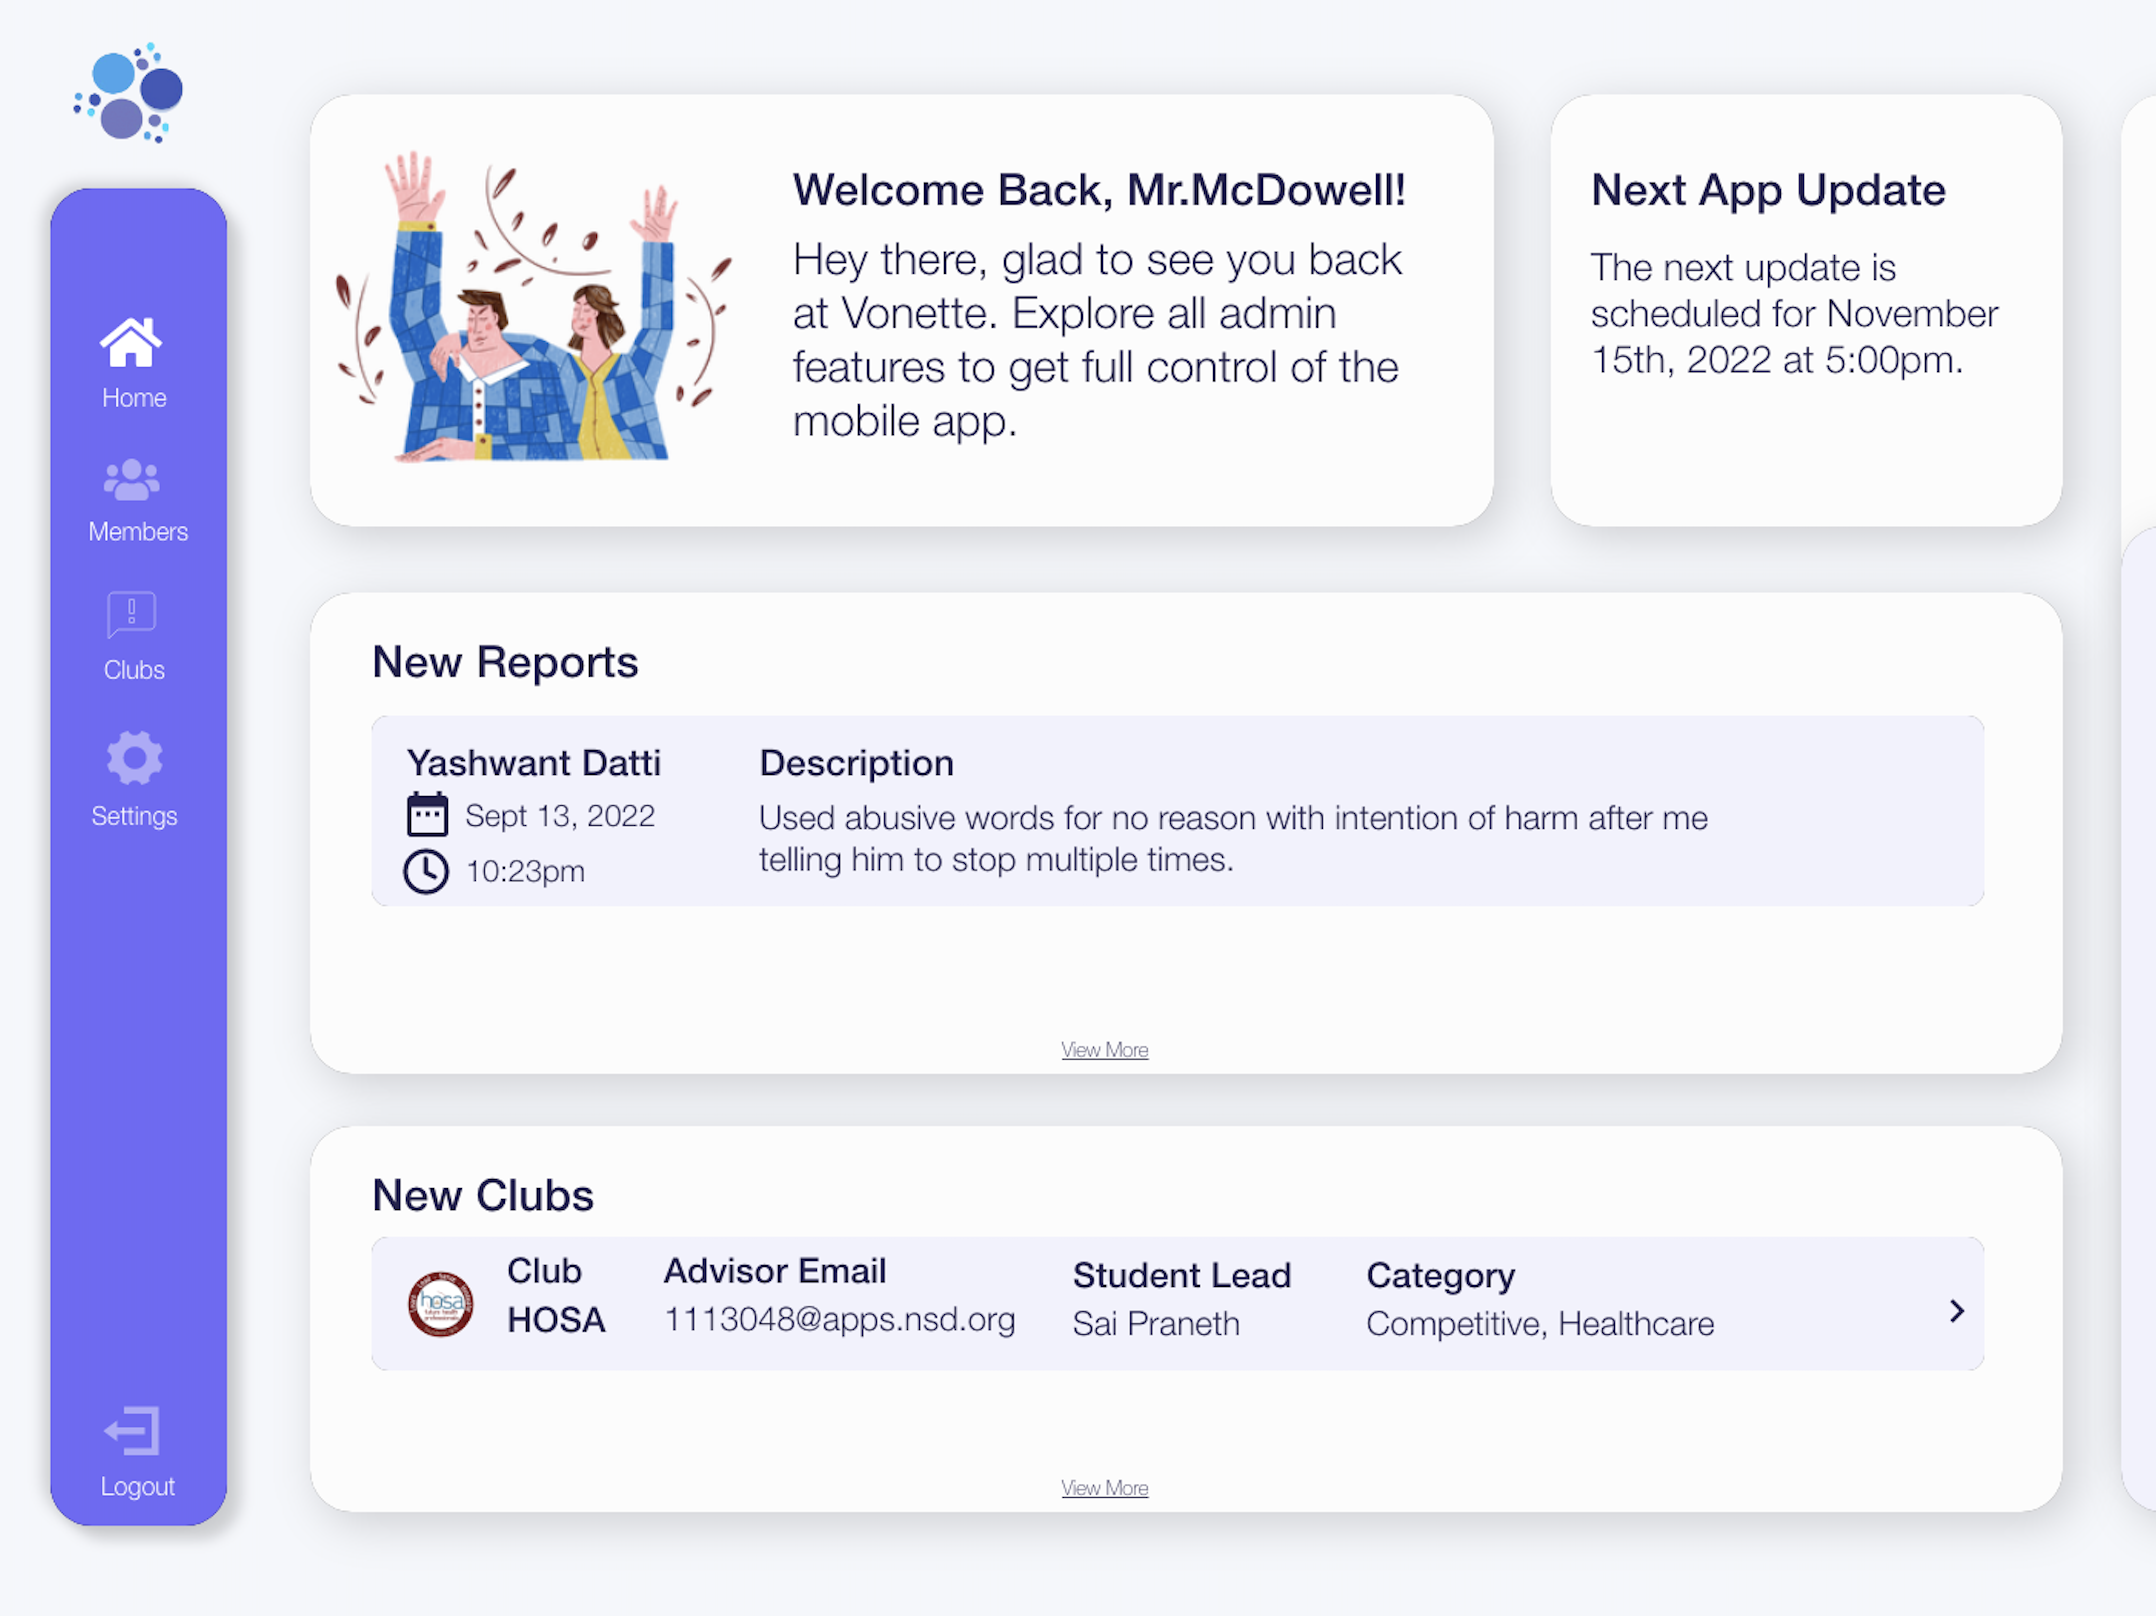 Welcome Back, Mr.McDowell!
Hey there, glad to see you back
at Vonette. Explore all admin
features to get full control of the
mobile app.
Next App Update
The next update is
scheduled for November
15th, 2022 at 5:00pm.
Home
Members
Clubs
Settings
Logout
New Reports
Yashwant Datti
Sept 13, 2022
10:23pm
Description
Used abusive words for no reason with intention of harm after me
telling him to stop multiple times.
View More
New Clubs
hosa
Club
HOSA
Advisor Email
1113048@apps.nsd.org
Student Lead
Sai Praneth
Category
Competitive, Healthcare
View More